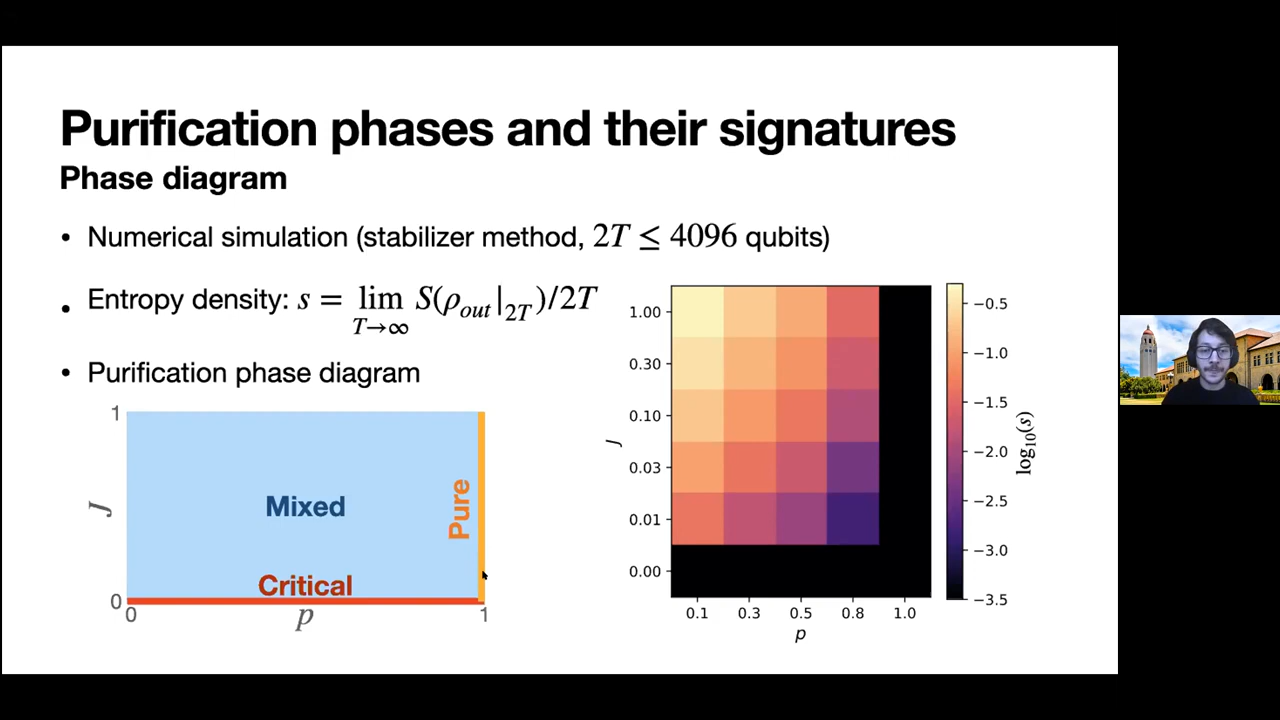 Purification phases and their signatures
Phase diagram
• Numerical simulation (stabilizer method, 2T ≤ 4096 qubits)
• Entropy density: s = lim S(ρout|2T)/2T
T→∞
• Purification phase diagram
1
J
0
Mixed
Pure
Critical
0
p
1
J
1.00
0.30
0.10
0.03
0.01
0.00
0.1 0.3 0.5 0.8 1.0
p
−0.5
−1.0
−1.5
−2.0
−2.5
−3.0
−3.5
log10(s)